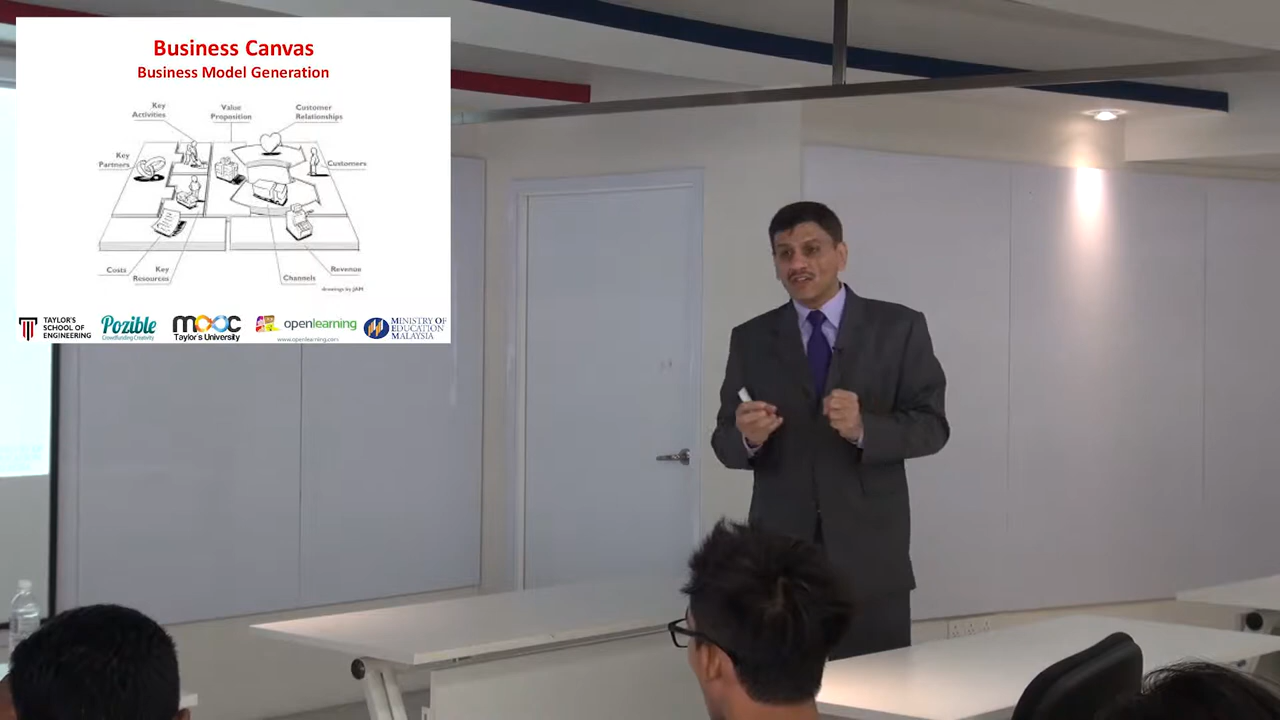 Business Canvas
Business Model Generation
Key
Activities
Value
Proposition
Customer
Relationships
Key
Partners
Customers
Costs
Key
Resources
Channels
Revenue
drawings by JAM
TAYLOR'S
SCHOOL OF
ENGINEERING
Pozible
Crowdfunding Creativity
mooc
Taylor's University
openlearning
www.openlearning.com
MINISTRY OF
EDUCATION
MALAYSIA